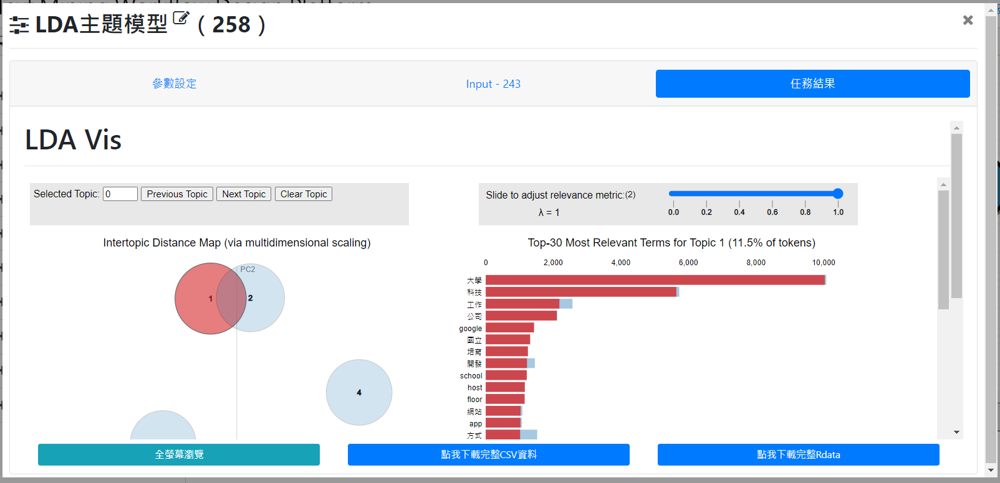 LDA主題模型 ( 258 )
參數設定
Input - 243
任務結果
LDA Vis
Selected Topic: 0 Previous Topic Next Topic Clear Topic
Slide to adjust relevance metric:(2)
λ = 1
0.0 0.2 0.4 0.6 0.8 1.0
Intertopic Distance Map (via multidimensional scaling)
PC2
1
2
4
Top-30 Most Relevant Terms for Topic 1 (11.5% of tokens)
0 2,000 4,000 6,000 8,000 10,000
大學
科技
工作
公司
google
國立
培育
開發
school
host
floor
網站
app
方式
全螢幕瀏覽
點我下載完整CSV資料
點我下載完整Rdata